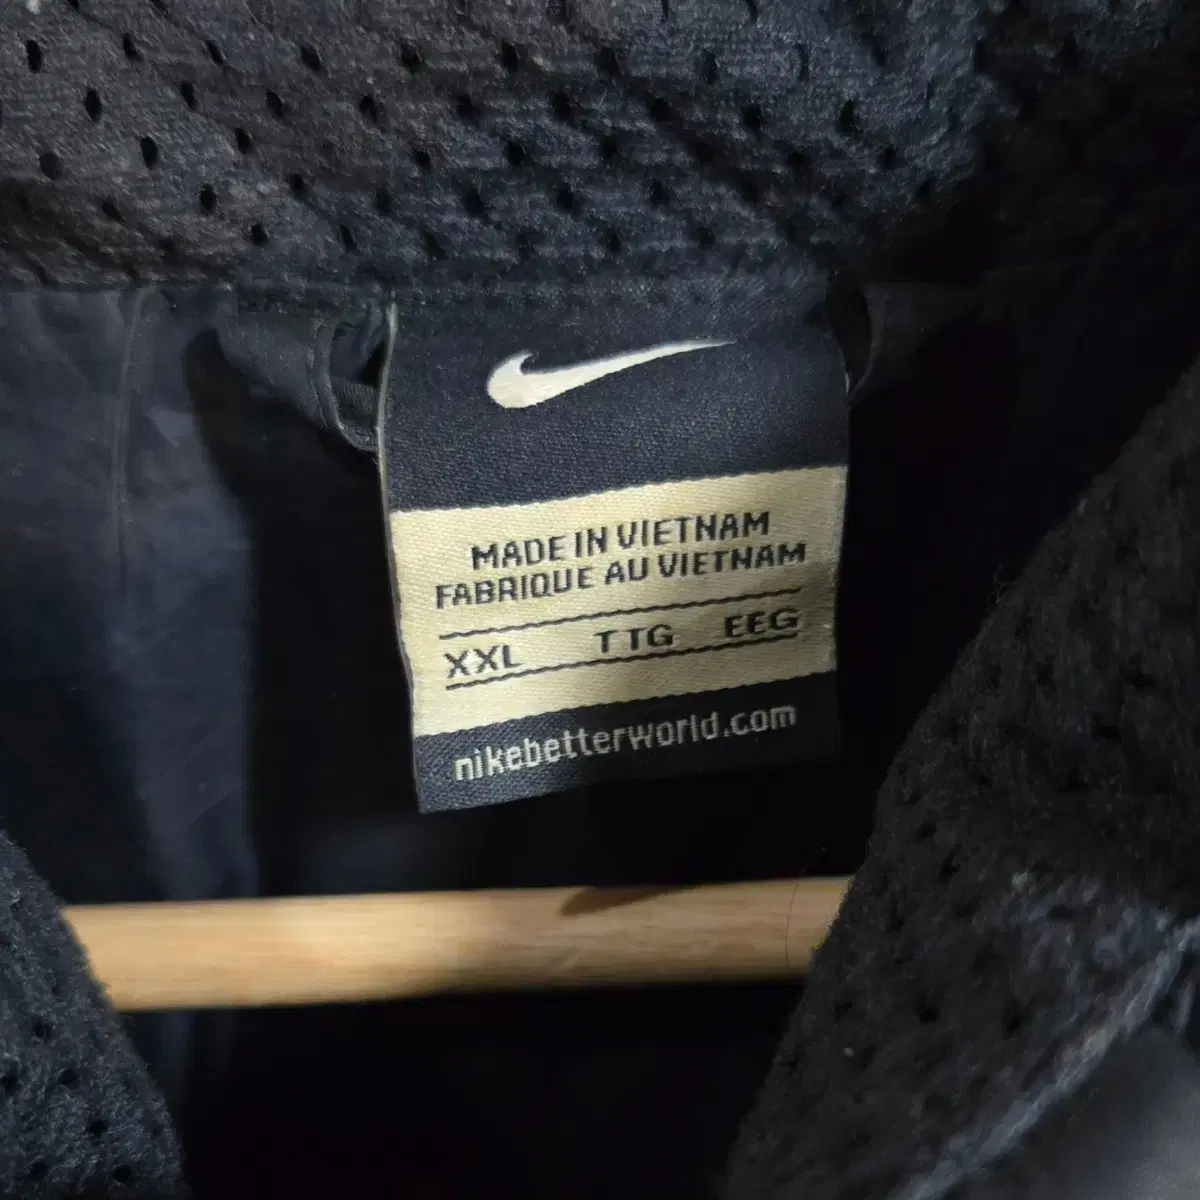 MADE IN VIETNAM
FABRIQUE AU VIETNAM
XXL TTG EEG
nikebetterworld.com